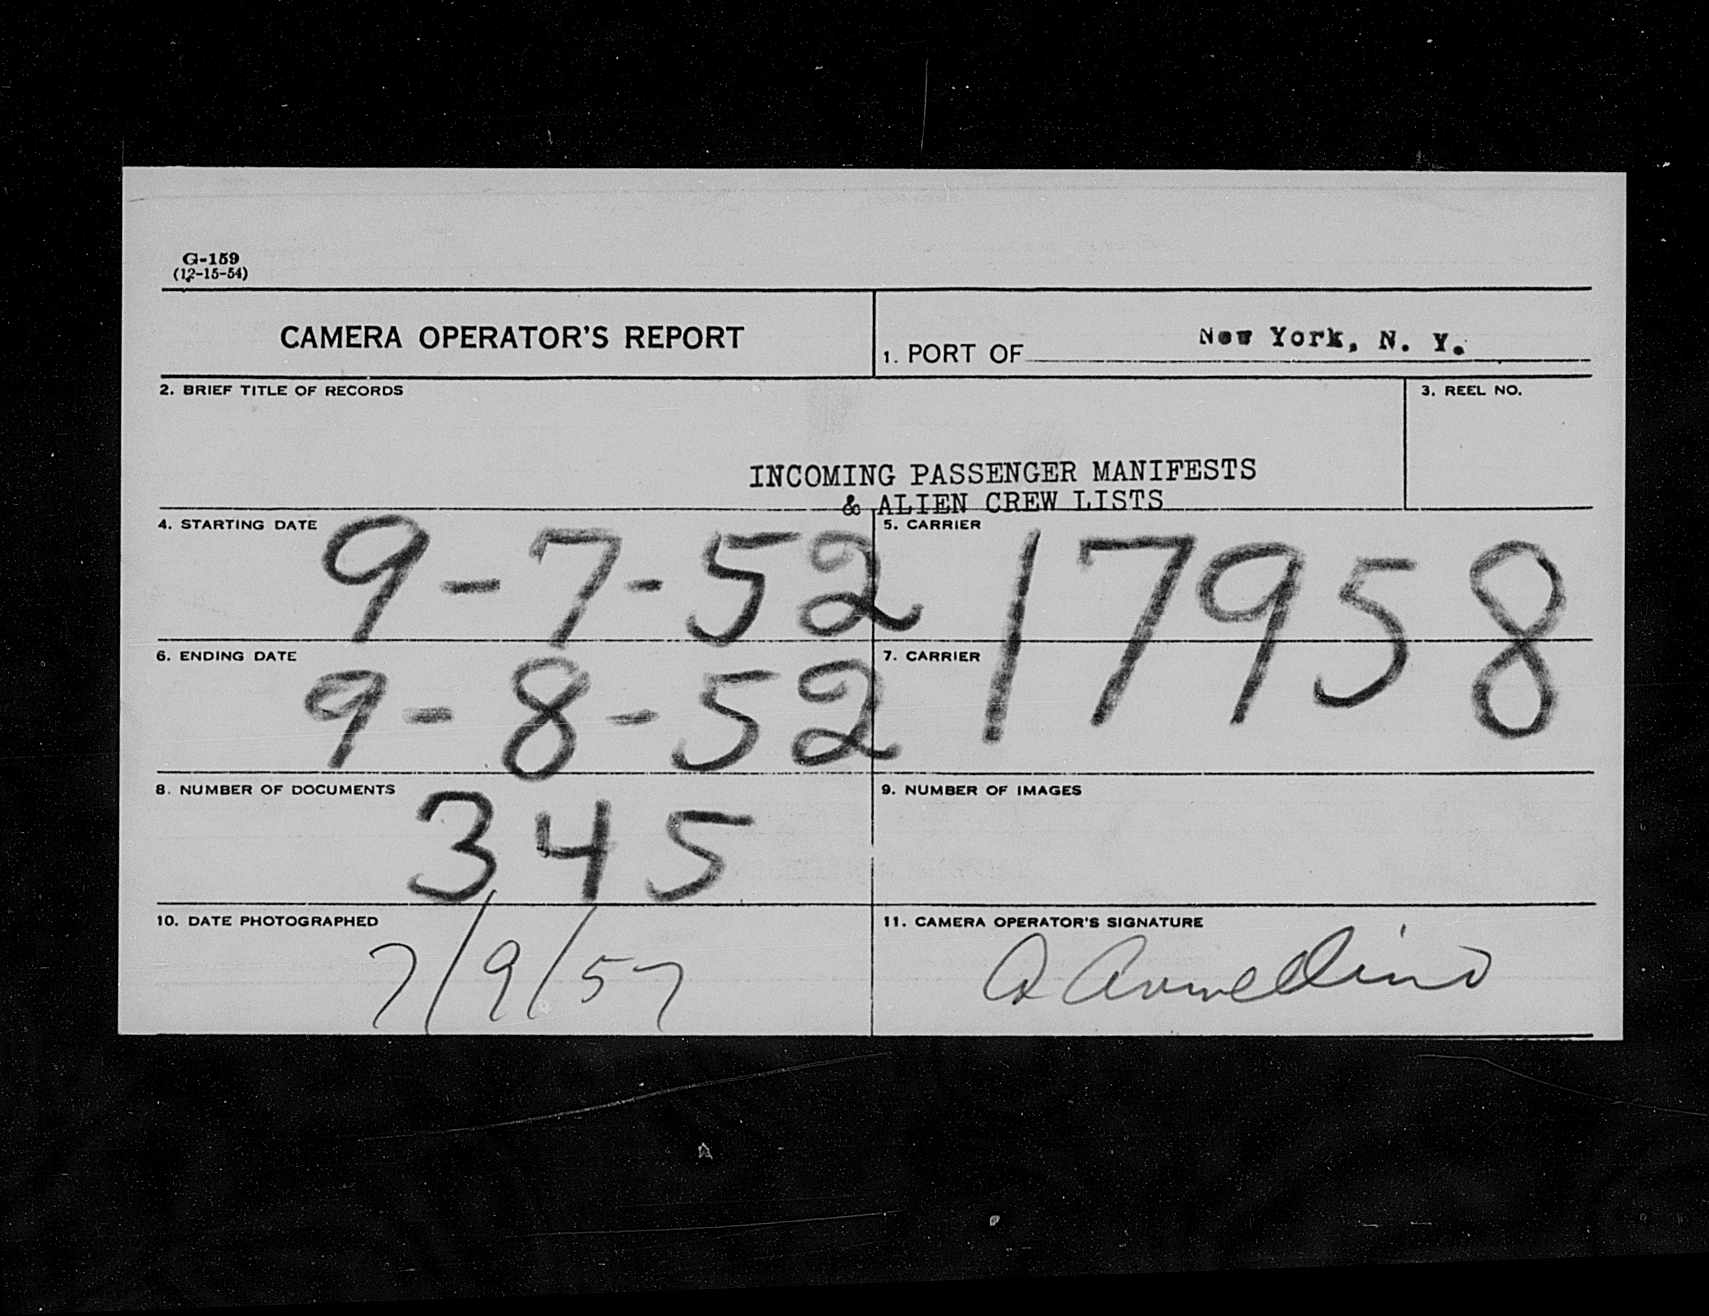 G-159
(12-15-54)
CAMERA OPERATOR'S REPORT
1. PORT OF New York, N. Y.
2. BRIEF TITLE OF RECORDS
3. REEL NO.
INCOMING PASSENGER MANIFESTS
& ALIEN CREW LISTS
4. STARTING DATE 9-7-52
5. CARRIER
17958
6. ENDING DATE 9-8-52
7. CARRIER
8. NUMBER OF DOCUMENTS 345
9. NUMBER OF IMAGES
10. DATE PHOTOGRAPHED
7/9/57
11. CAMERA OPERATOR'S SIGNATURE